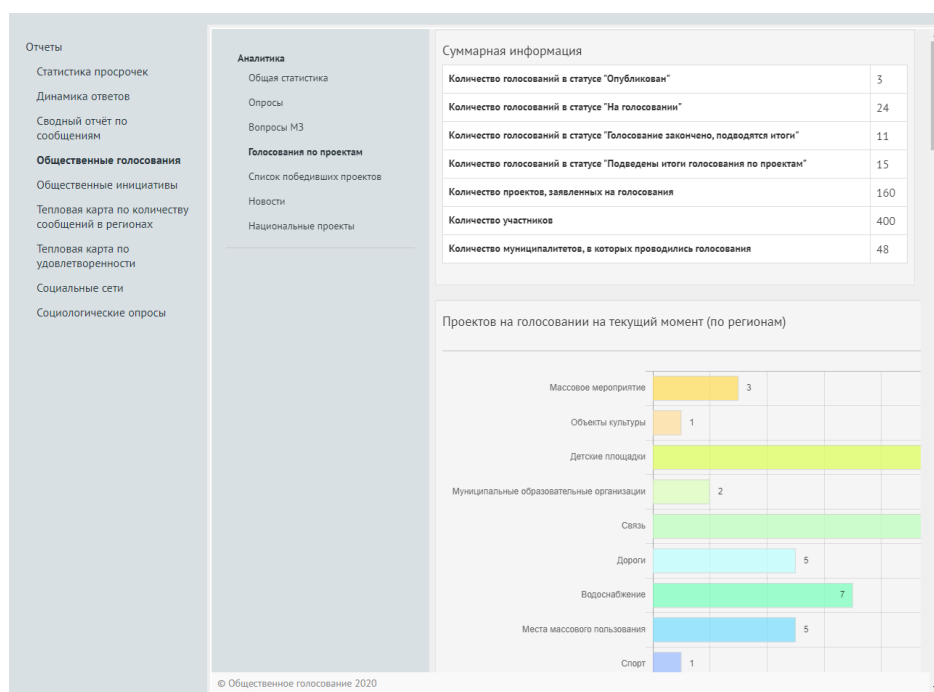 Отчеты
Статистика просрочек
Динамика ответов
Сводный отчёт по
сообщениям
Общественные голосования
Общественные инициативы
Тепловая карта по количеству
сообщений в регионах
Тепловая карта по
удовлетворенности
Социальные сети
Социологические опросы
Аналитика
Общая статистика
Опросы
Вопросы МЗ
Голосования по проектам
Список победивших проектов
Новости
Национальные проекты
Суммарная информация
Количество голосований в статусе "Опубликован" 3
Количество голосований в статусе "На голосовании" 24
Количество голосований в статусе "Голосование закончено, подводятся итоги" 11
Количество голосований в статусе "Подведены итоги голосования по проектам" 15
Количество проектов, заявленных на голосования 160
Количество участников 400
Количество муниципалитетов, в которых проводились голосования 48
Проектов на голосовании на текущий момент (по регионам)
Массовое мероприятие 3
Объекты культуры 1
Детские площадки
Муниципальные образовательные организации 2
Связь
Дороги 5
Водоснабжение 7
Места массового пользования 5
Спорт 1
© Общественное голосование 2020